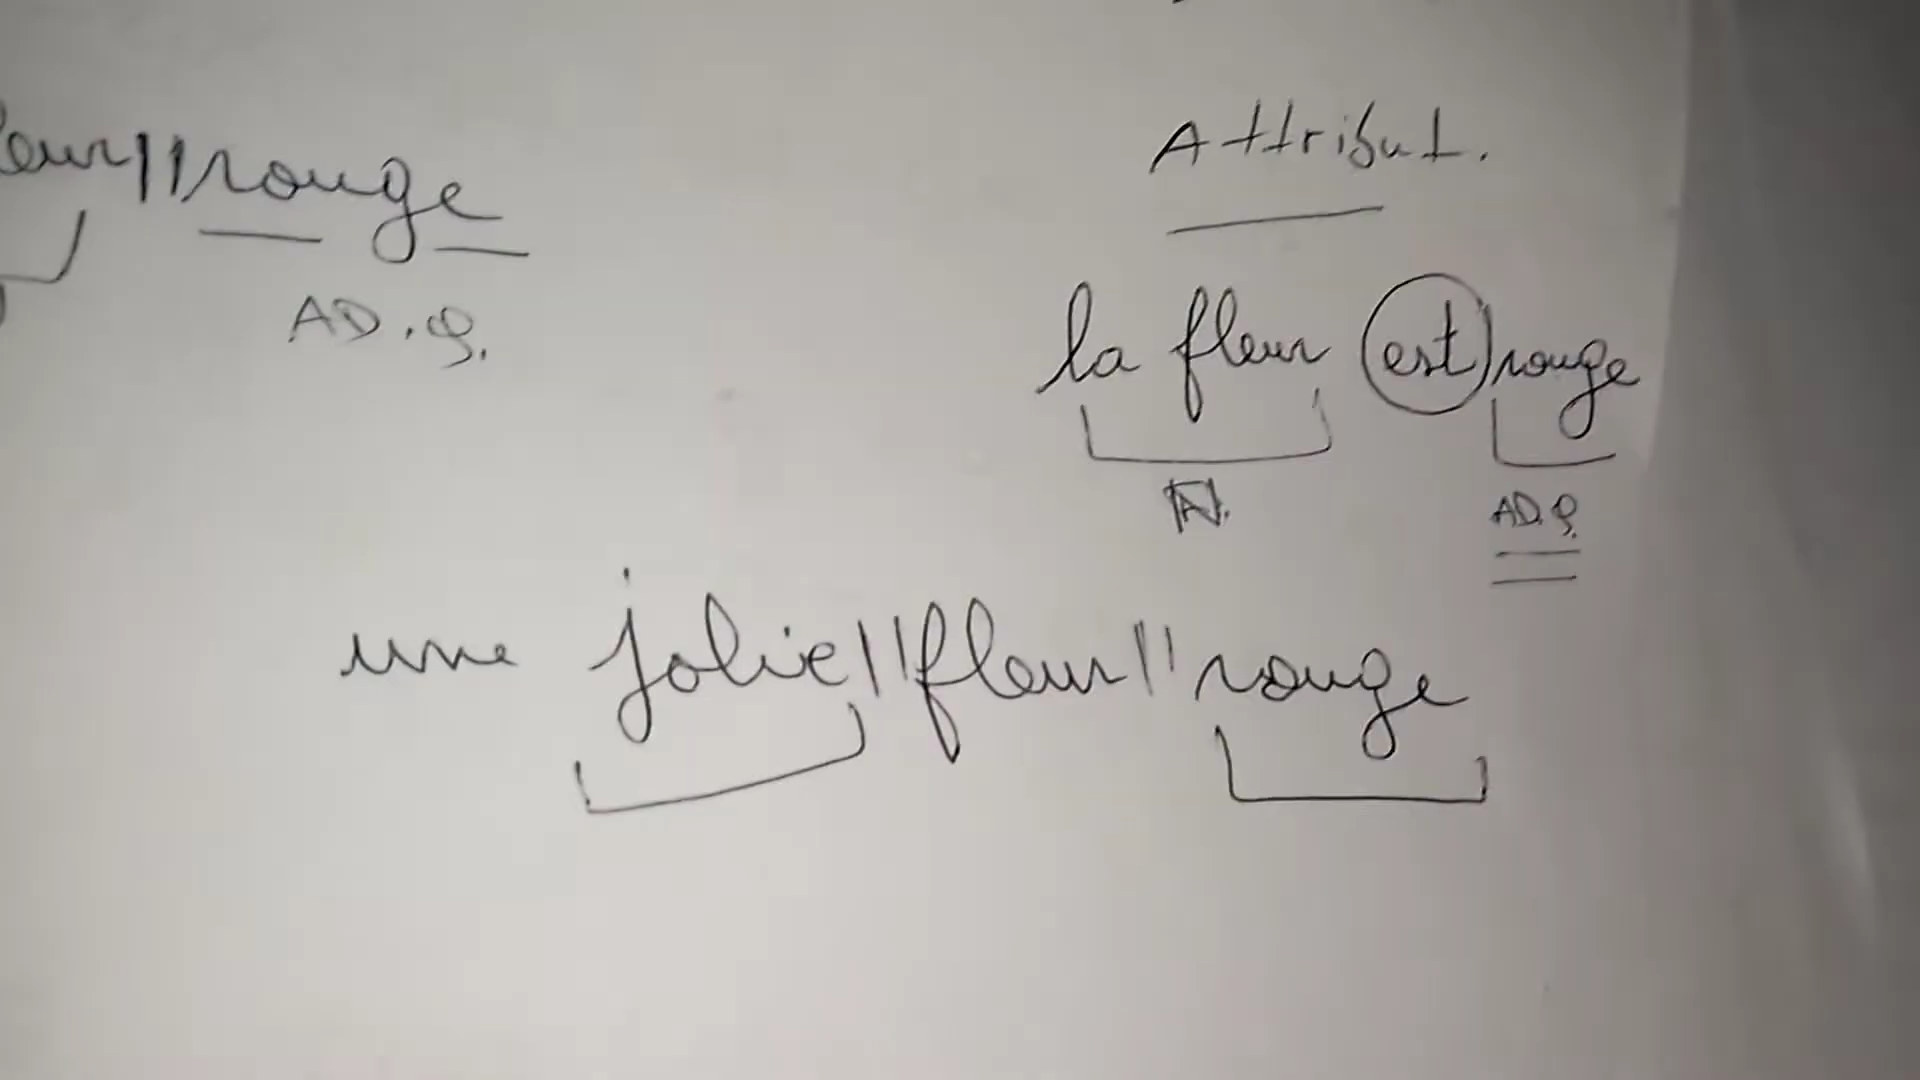 rouge
AD.Q.
Attribut.
la fleur est rouge
N. AD.Q.
une jolie//fleur//rouge